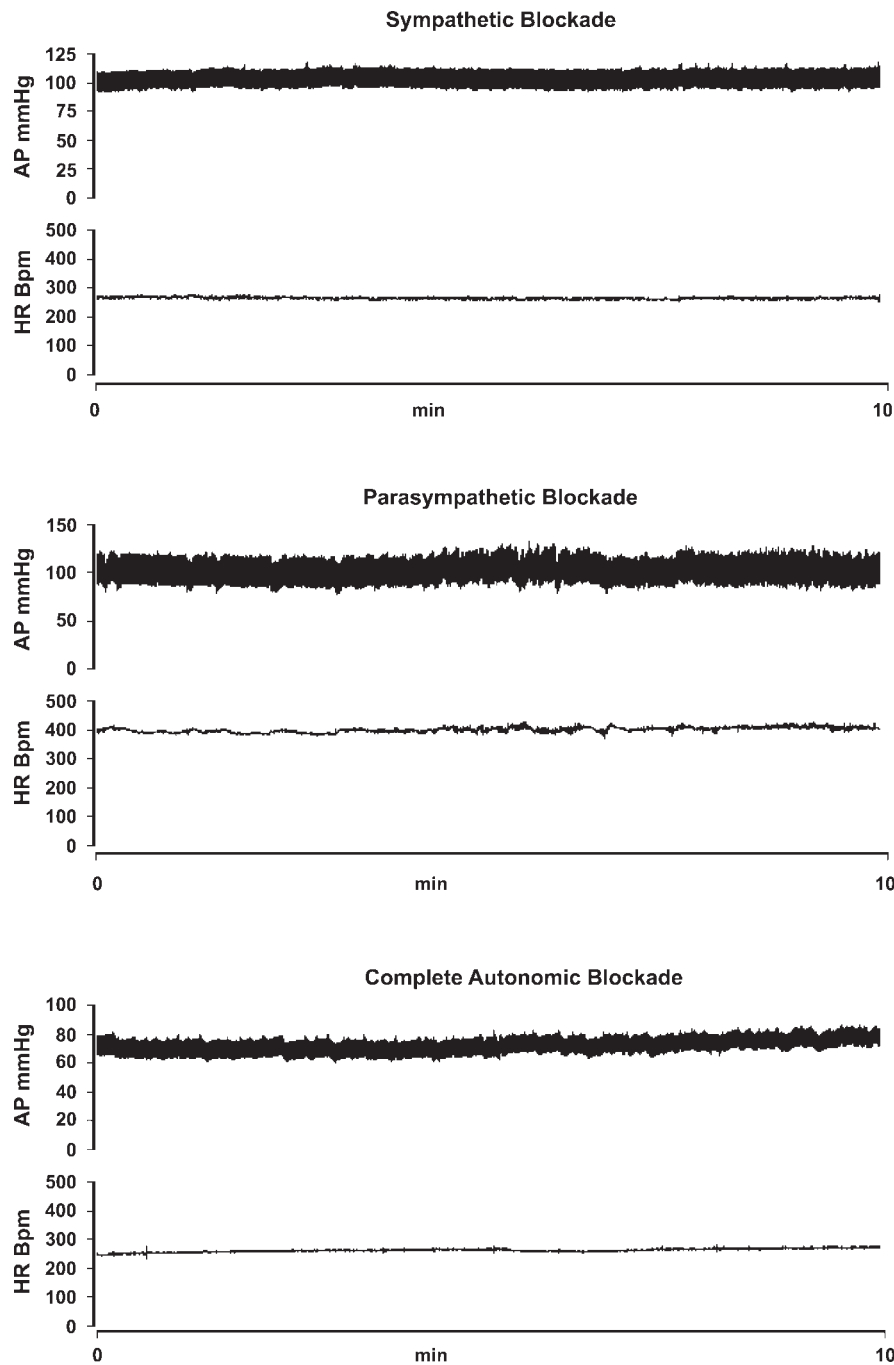 Sympathetic Blockade
AP mmHg
125
100
75
50
25
0
HR Bpm
500
400
300
200
100
0
0 min 10
Parasympathetic Blockade
AP mmHg
150
100
50
0
HR Bpm
500
400
300
200
100
0
0 min 10
Complete Autonomic Blockade
AP mmHg
100
80
60
40
20
0
HR Bpm
500
400
300
200
100
0
0 min 10